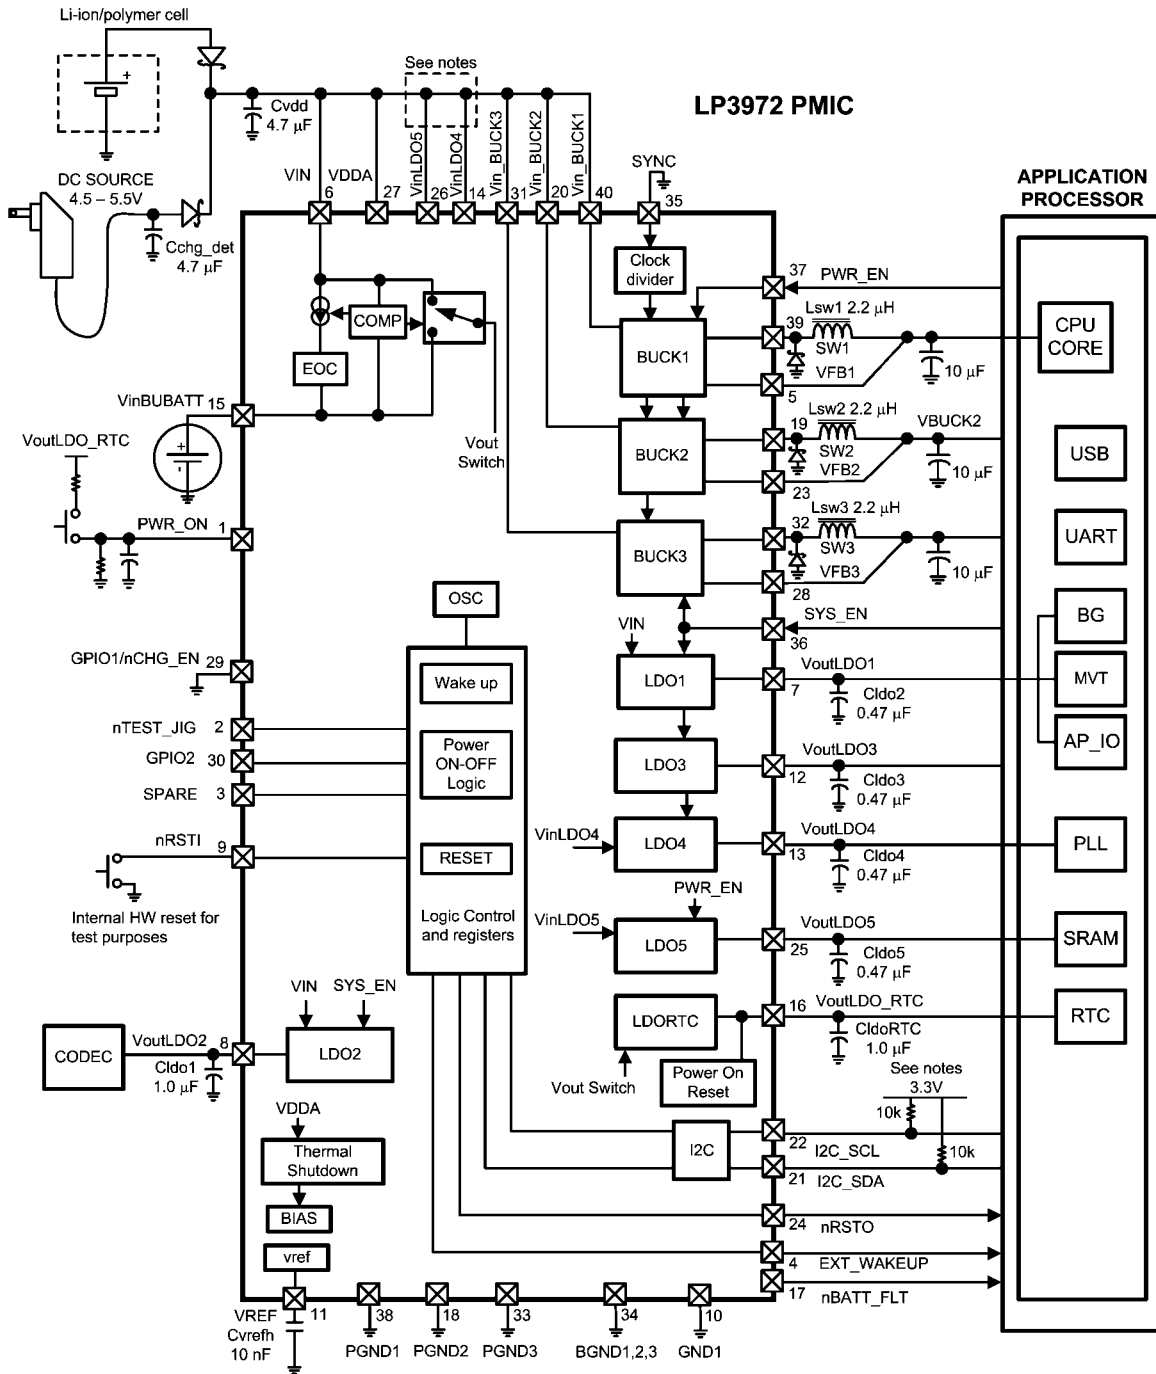 Li-ion/polymer cell
See notes
LP3972 PMIC
Cvdd
4.7 µF
DC SOURCE
4.5 – 5.5V
Cchg_det
4.7 µF
VIN
6
VDDA
27
VinLDO5
26
VinLDO4
14
Vin_BUCK3
31
Vin_BUCK2
20
Vin_BUCK1
40
SYNC
35
APPLICATION
PROCESSOR
Clock
divider
37
PWR_EN
COMP
EOC
BUCK1
39
Lsw1 2.2 µH
SW1
VFB1
5
10 µF
CPU
CORE
VinBUBATT
15
Vout
Switch
VoutLDO_RTC
BUCK2
19
Lsw2 2.2 µH
SW2
VFB2
23
VBUCK2
10 µF
USB
PWR_ON
1
BUCK3
32
Lsw3 2.2 µH
SW3
VFB3
28
10 µF
UART
OSC
SYS_EN
36
BG
GPIO1/nCHG_EN
29
Wake up
VIN
LDO1
VoutLDO1
7
Cldo2
0.47 µF
MVT
nTEST_JIG
2
GPIO2
30
SPARE
3
Power
ON-OFF
Logic
LDO3
VoutLDO3
12
Cldo3
0.47 µF
AP_IO
nRSTI
9
RESET
VinLDO4
LDO4
VoutLDO4
13
Cldo4
0.47 µF
PLL
Internal HW reset for
test purposes
Logic Control
and registers
PWR_EN
VinLDO5
LDO5
VoutLDO5
25
Cldo5
0.47 µF
SRAM
VIN
SYS_EN
LDORTC
16
VoutLDO_RTC
CldoRTC
1.0 µF
RTC
CODEC
VoutLDO2
8
Cldo1
1.0 µF
LDO2
Vout Switch
Power On
Reset
See notes
3.3V
10k
10k
VDDA
Thermal
Shutdown
BIAS
I2C
22
I2C_SCL
21
I2C_SDA
24
nRSTO
4
EXT_WAKEUP
17
nBATT_FLT
vref
VREF
11
Cvrefh
10 nF
38
PGND1
18
PGND2
33
PGND3
34
BGND1,2,3
10
GND1